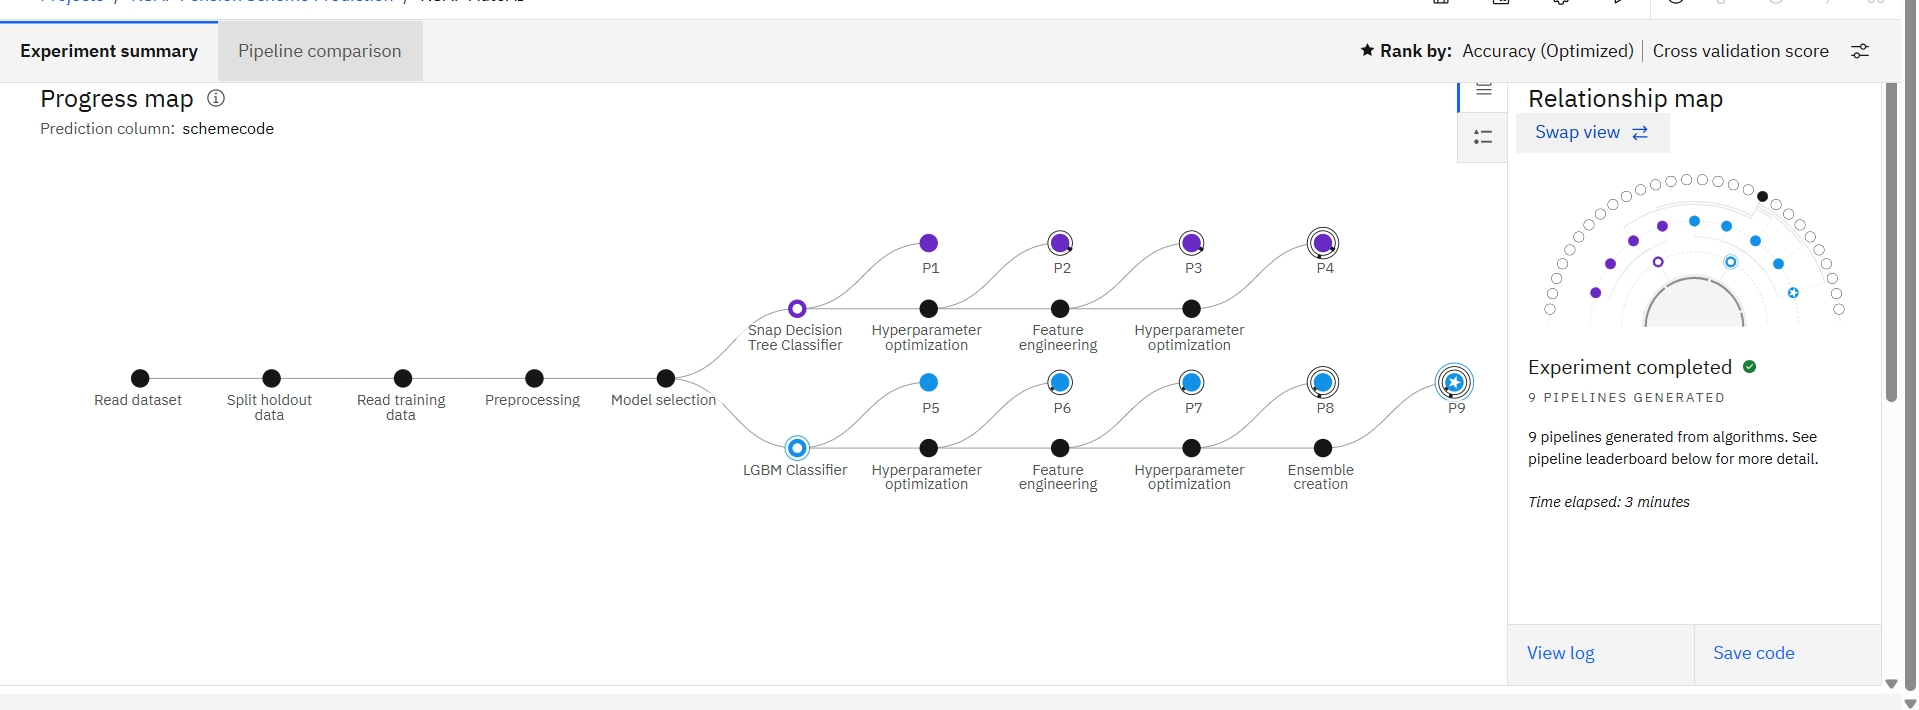 Projects /
Experiment summary
Pipeline comparison
Rank by: Accuracy (Optimized) | Cross validation score
Progress map
Prediction column: schemecode
P1
P2
P3
P4
Snap Decision
Tree Classifier
Hyperparameter
optimization
Feature
engineering
Hyperparameter
optimization
Read dataset
Split holdout
data
Read training
data
Preprocessing
Model selection
P5
P6
P7
P8
P9
LGBM Classifier
Hyperparameter
optimization
Feature
engineering
Hyperparameter
optimization
Ensemble
creation
Relationship map
Swap view
Experiment completed
9 PIPELINES GENERATED
9 pipelines generated from algorithms. See
pipeline leaderboard below for more detail.
Time elapsed: 3 minutes
View log
Save code